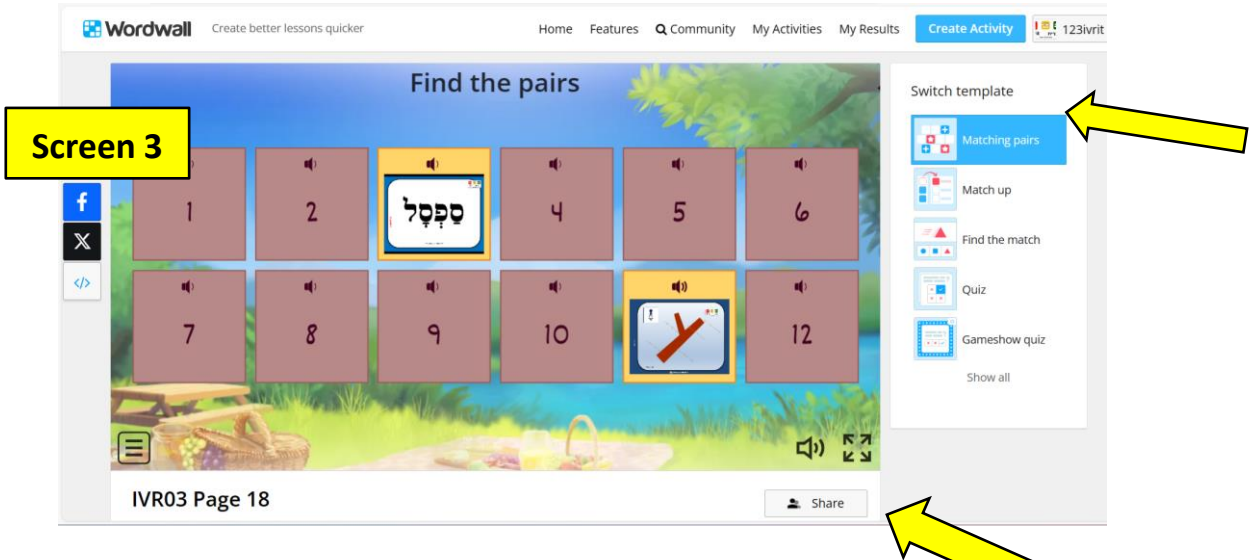 Wordwall
Create better lessons quicker
Home Features Community My Activities My Results Create Activity 123ivrit
Find the pairs
Switch template
Screen 3
Matching pairs
Match up
Find the match
Quiz
Gameshow quiz
Show all
1 2 סַפְסָל 4 5 6
7 8 9 10 12
IVR03 Page 18
Share